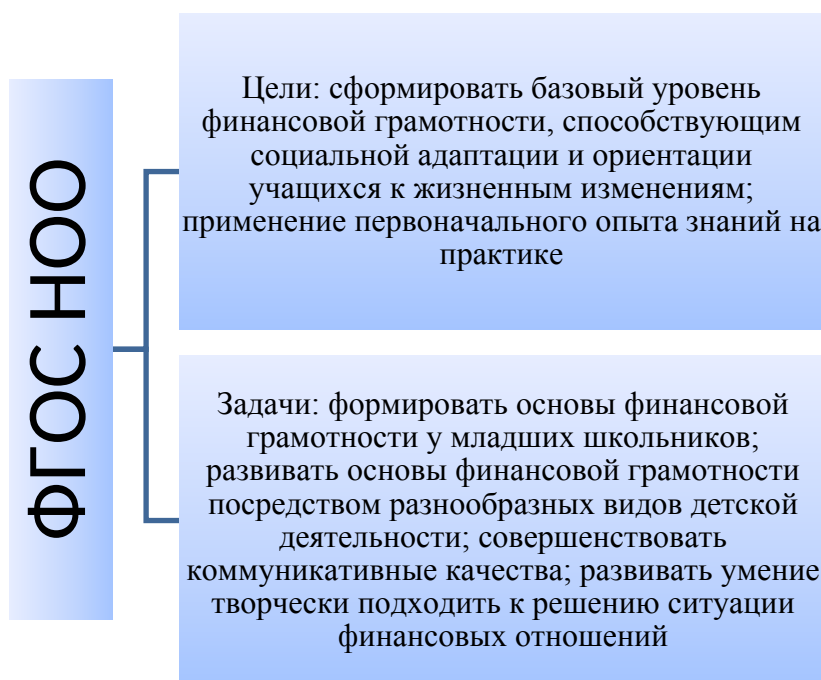 ФГОС НОО
Цели: сформировать базовый уровень
финансовой грамотности, способствующим
социальной адаптации и ориентации
учащихся к жизненным изменениям;
применение первоначального опыта знаний на
практике
Задачи: формировать основы финансовой
грамотности у младших школьников;
развивать основы финансовой грамотности
посредством разнообразных видов детской
деятельности; совершенствовать
коммуникативные качества; развивать умение
творчески подходить к решению ситуации
финансовых отношений